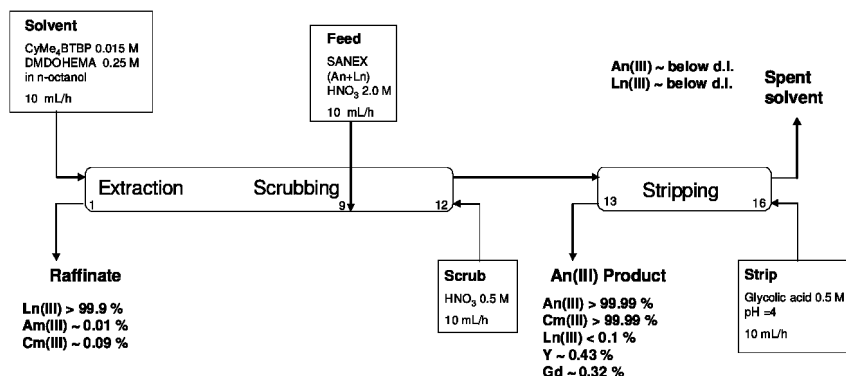 Solvent
CyMe4BTBP 0.015 M
DMDOHEMA 0.25 M
in n-octanol
10 mL/h
Feed
SANEX
(An+Ln)
HNO3 2.0 M
10 mL/h
An(III) ~ below d.l.
Ln(III) ~ below d.l.
Spent
solvent
Extraction
Scrubbing
1
9
12
Stripping
13
16
Raffinate
Ln(III) > 99.9 %
Am(III) ~ 0.01 %
Cm(III) ~ 0.09 %
Scrub
HNO3 0.5 M
10 mL/h
An(III) Product
An(III) > 99.99 %
Cm(III) > 99.99 %
Ln(III) < 0.1 %
Y ~ 0.43 %
Gd ~ 0.32 %
Strip
Glycolic acid 0.5 M
pH =4
10 mL/h